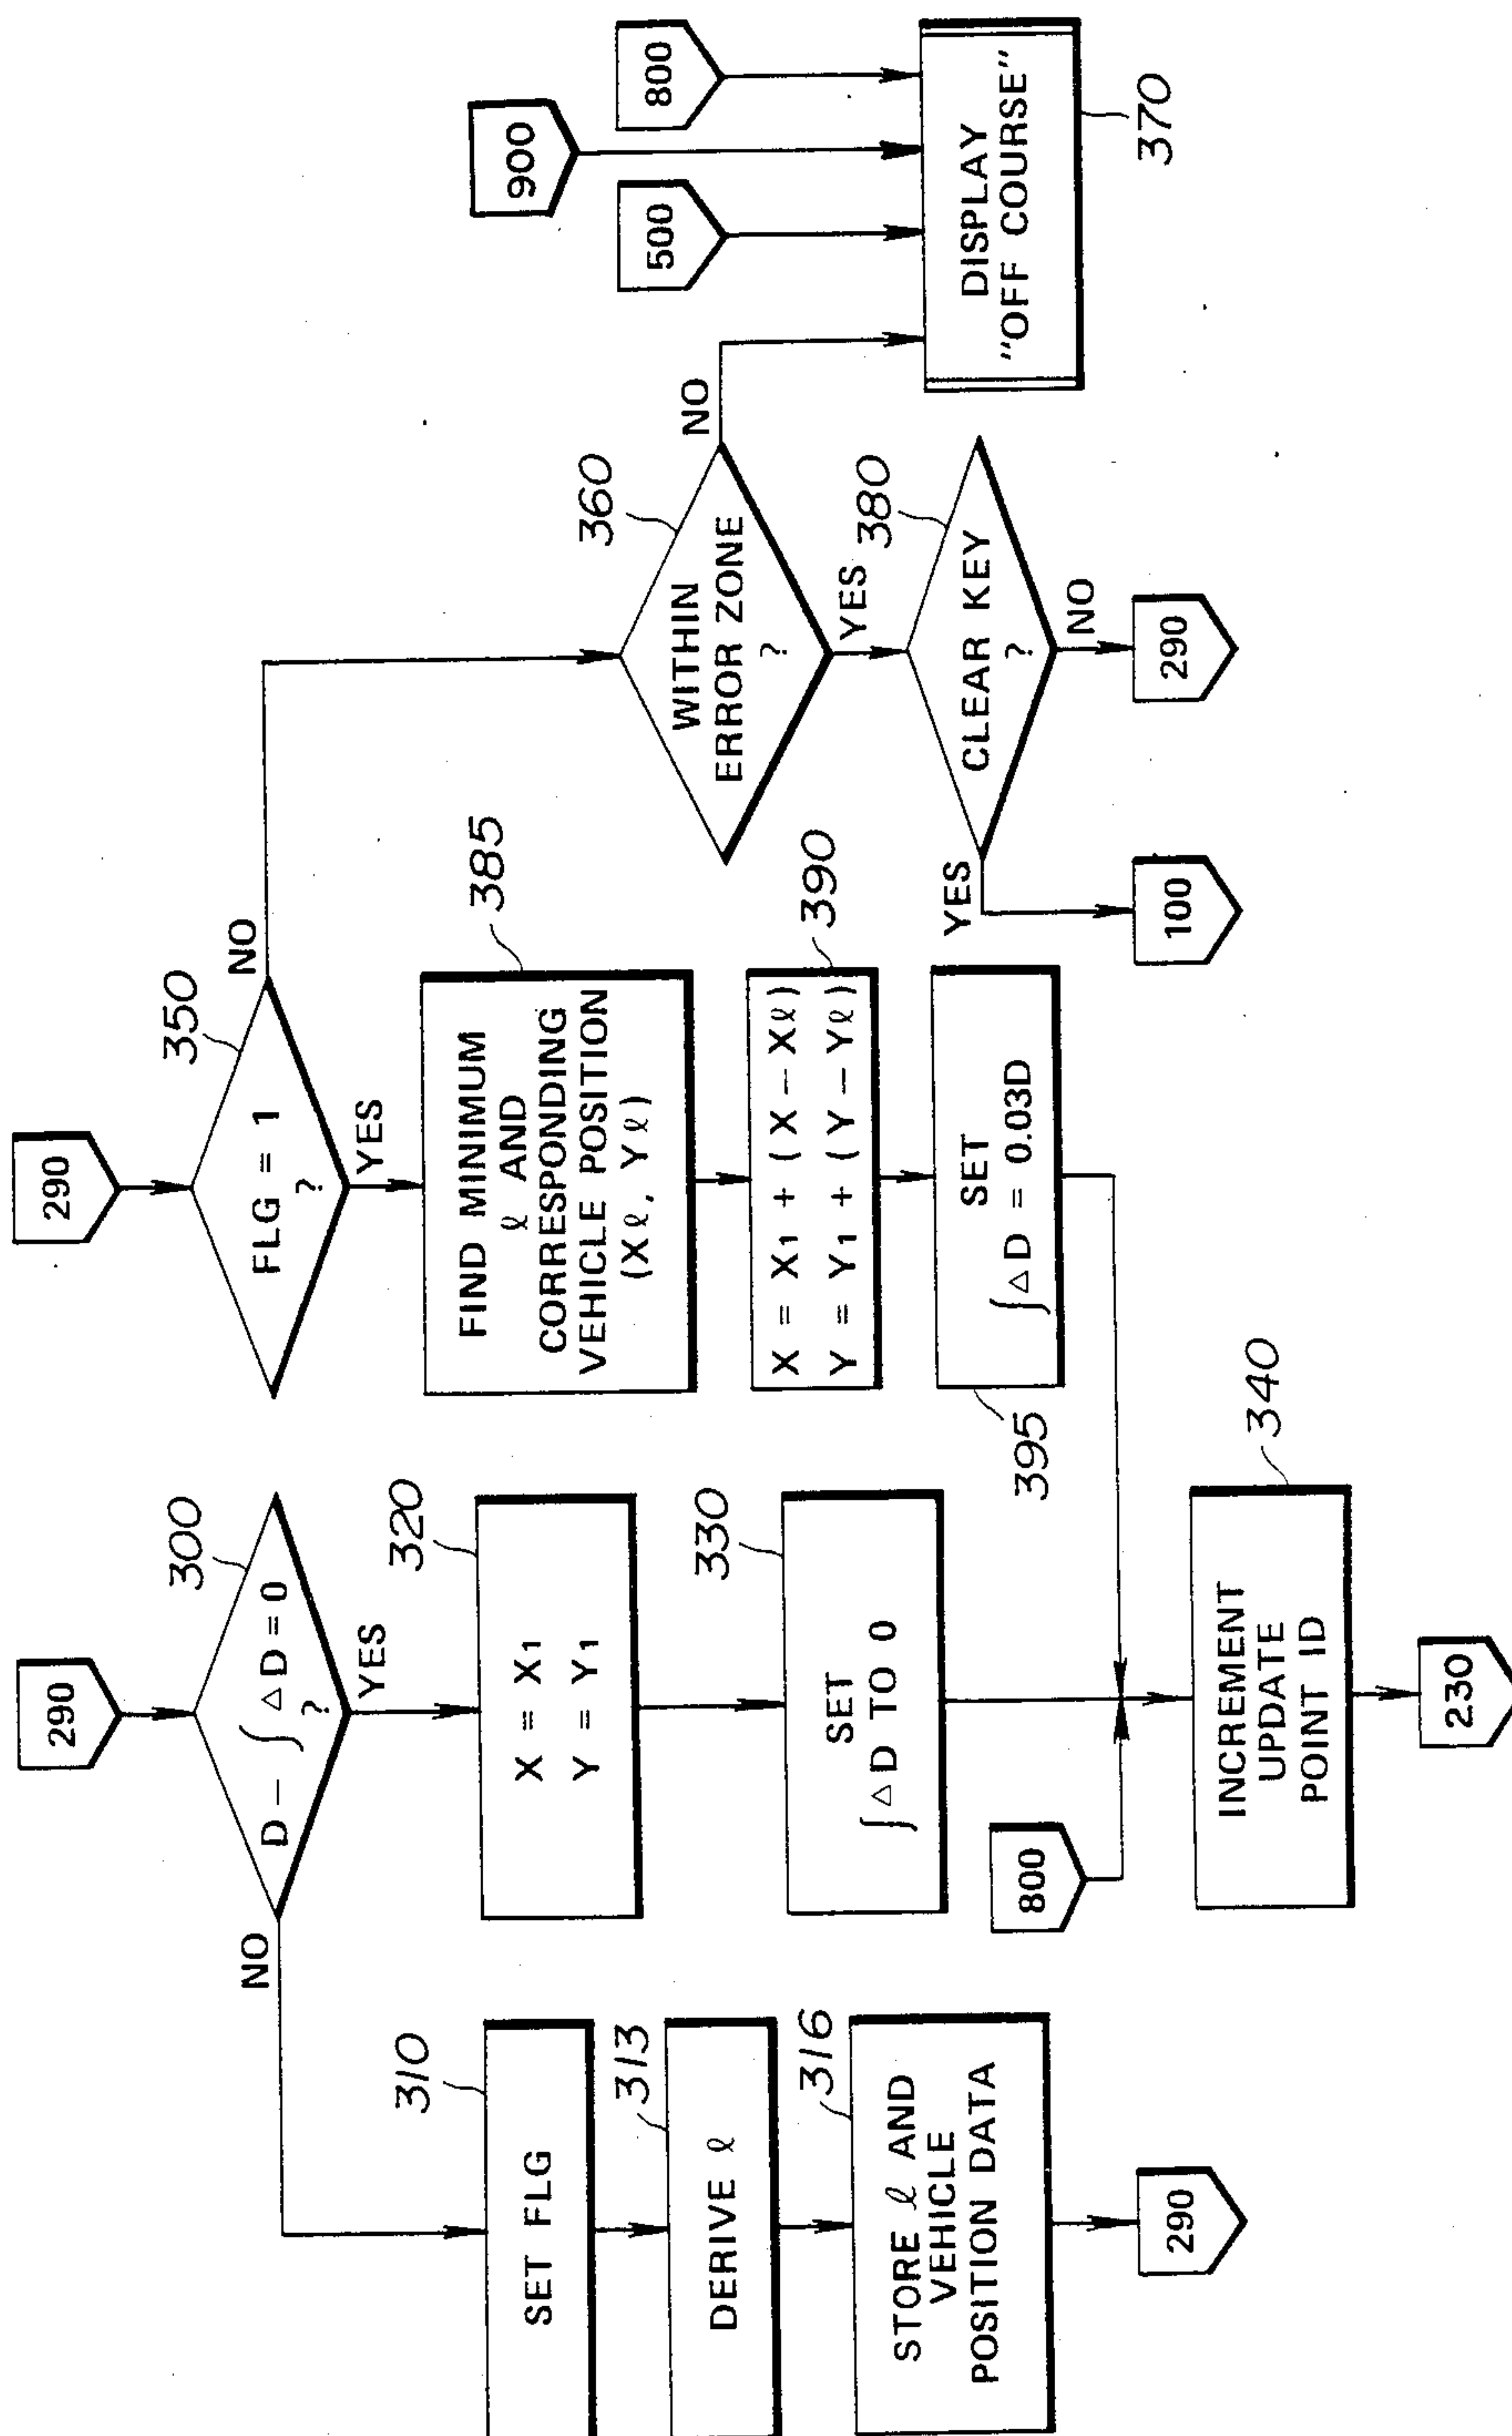 290
300
D − ∫ △ D = 0
?
NO
YES
310
SET FLG
313
DERIVE ℓ
316
STORE ℓ AND
VEHICLE
POSITION DATA
290
320
X = X1
Y = Y1
330
SET
∫ △ D TO 0
800
340
INCREMENT
UPDATE
POINT ID
230
290
350
FLG = 1
?
NO
YES
385
FIND MINIMUM
ℓ AND
CORRESPONDING
VEHICLE POSITION
(Xℓ, Yℓ)
390
X = X1 + (X − Xℓ)
Y = Y1 + (Y − Yℓ)
395
SET
∫ △ D = 0.03D
360
WITHIN
ERROR ZONE
?
NO
YES
380
CLEAR KEY
?
YES
NO
100
290
500
900
800
DISPLAY
"OFF COURSE"
370